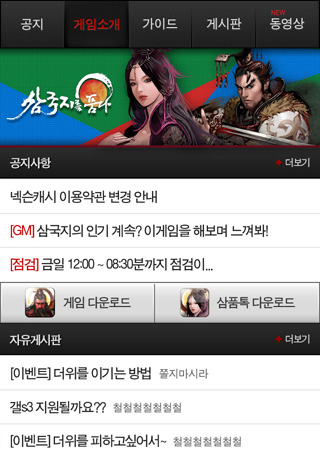 공지
게임소개
가이드
게시판
NEW
동영상
삼국지를품다
공지사항
+ 더보기
넥슨캐시 이용약관 변경 안내
[GM] 삼국지의 인기 계속? 이게임을 해보며 느껴봐!
[점검] 금일 12:00 ~ 08:30분까지 점검이...
게임 다운로드
삼품톡 다운로드
자유게시판
+ 더보기
[이벤트] 더위를 이기는 방법 쫄지마시라
갤s3 지원될까요?? 철철철철철철철
[이벤트] 더위를 피하고싶어서~ 철철철철철철철